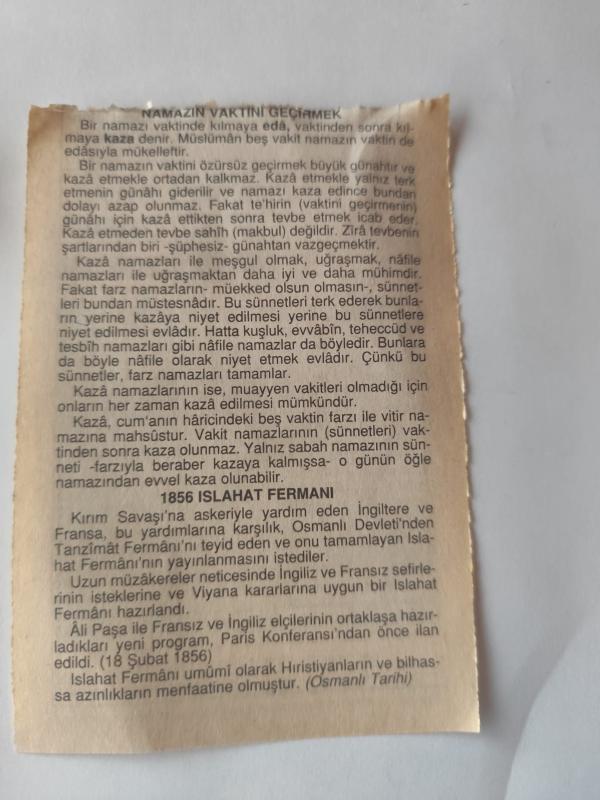 NAMAZIN VAKTİNİ GEÇİRMEK
Bir namazı vaktinde kılmaya edâ, vaktinden sonra kıl-
maya kaza denir. Müslümân beş vakit namazın vaktin de
edâsıyla mükelleftir.
Bir namazın vaktini özürsüz geçirmek büyük günahtır ve
kazâ etmekle ortadan kalkmaz. Kazâ etmekle yalnız terk
etmenin günâhı giderilir ve namazı kaza edince bundan
dolayı azap olunmaz. Fakat te'hirin (vaktini geçirmenin)
günâhı için kazâ ettikten sonra tevbe etmek icab eder.
Kazâ etmeden tevbe sahîh (makbul) değildir. Zîrâ tevbenin
şartlarından biri -şüphesiz- günahtan vazgeçmektir.
Kazâ namazları ile meşgul olmak, uğraşmak, nâfile
namazları ile uğraşmaktan daha iyi ve daha mühimdir.
Fakat farz namazların- müekked olsun olmasın-, sünnet-
leri bundan müstesnâdır. Bu sünnetleri terk ederek bunla-
rın yerine kazâya niyet edilmesi yerine bu sünnetlere
niyet edilmesi evlâdır. Hatta kuşluk, evvâbîn, teheccüd ve
tesbîh namazları gibi nâfile namazlar da böyledir. Bunlara
da böyle nâfile olarak niyet etmek evlâdır. Çünkü bu
sünnetler, farz namazları tamamlar.
Kazâ namazlarının ise, muayyen vakitleri olmadığı için
onların her zaman kazâ edilmesi mümkündür.
Kazâ, cum'anın hâricindeki beş vaktin farzı ile vitir na-
mazına mahsûstur. Vakit namazlarının (sünnetleri) vak-
tinden sonra kaza olunmaz. Yalnız sabah namazının sün-
neti -farzıyla beraber kazaya kalmışsa- o günün öğle
namazından evvel kaza olunabilir.
1856 ISLAHAT FERMANI
Kırım Savaşı'na askeriyle yardım eden İngiltere ve
Fransa, bu yardımlarına karşılık, Osmanlı Devleti'nden
Tanzîmât Fermânı'nı teyid eden ve onu tamamlayan Isla-
hat Fermânı'nın yayınlanmasını istediler.
Uzun müzâkereler neticesinde İngiliz ve Fransız sefirle-
rinin isteklerine ve Viyana kararlarına uygun bir Islahat
Fermânı hazırlandı.
Âli Paşa ile Fransız ve İngiliz elçilerinin ortaklaşa hazır-
ladıkları yeni program, Paris Konferansı'ndan önce ilan
edildi. (18 Şubat 1856)
Islahat Fermânı umûmî olarak Hıristiyanların ve bilhas-
sa azınlıkların menfaatine olmuştur. (Osmanlı Tarihi)